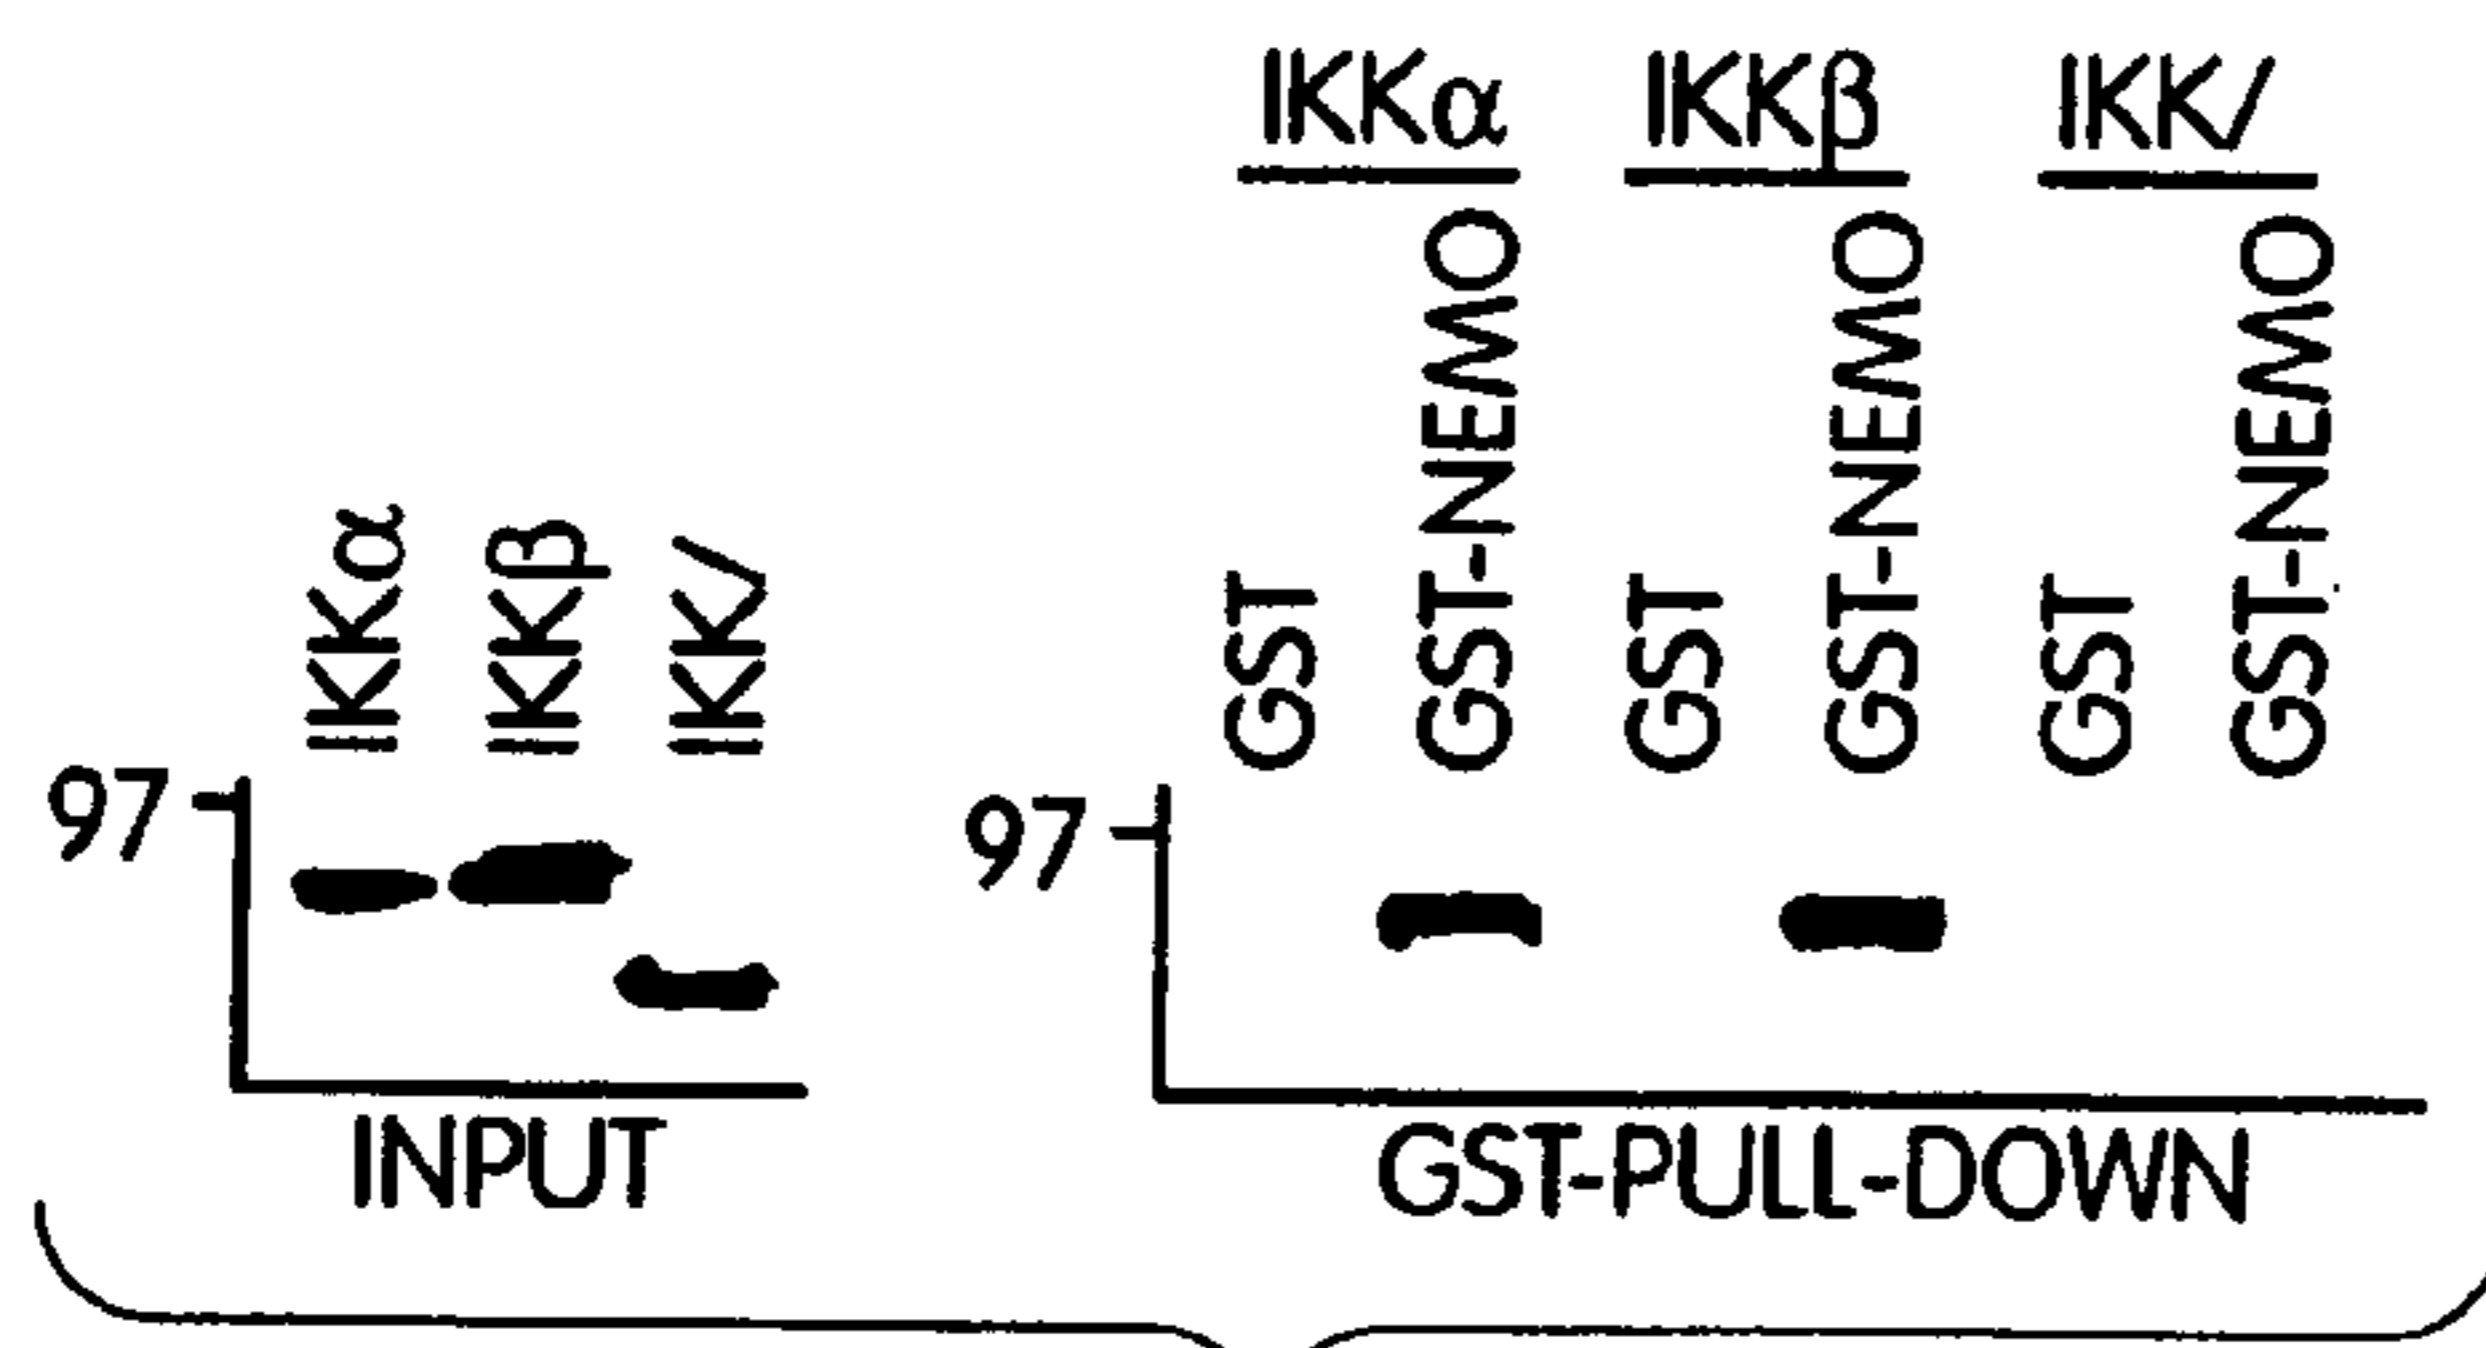 IKKα IKKβ IKK/
GST GST-NEMO GST GST-NEMO GST GST-NEMO
IKKα IKKβ IKK/
97
97
INPUT
GST-PULL-DOWN